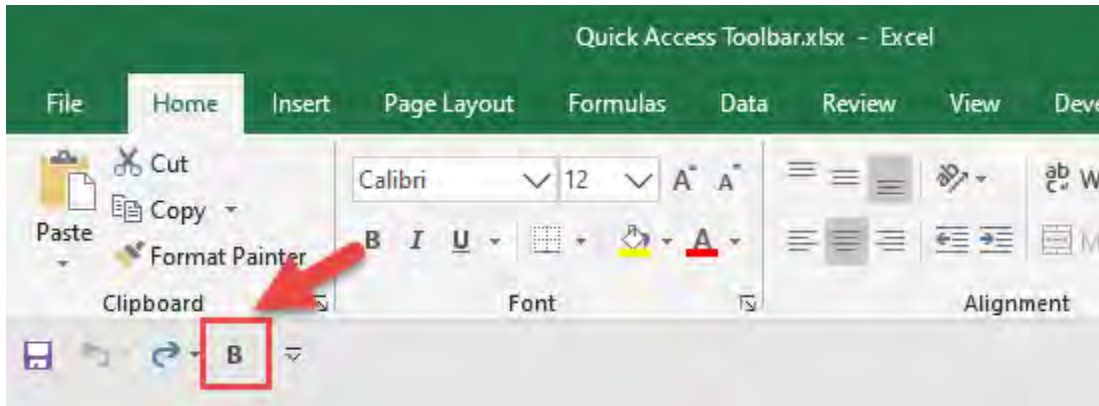 Quick Access Toolbar.xlsx - Excel
File Home Insert Page Layout Formulas Data Review View
Cut
Calibri 12 A A ab
Copy
Paste
B I U A
Format Painter
Clipboard Font Alignment
B